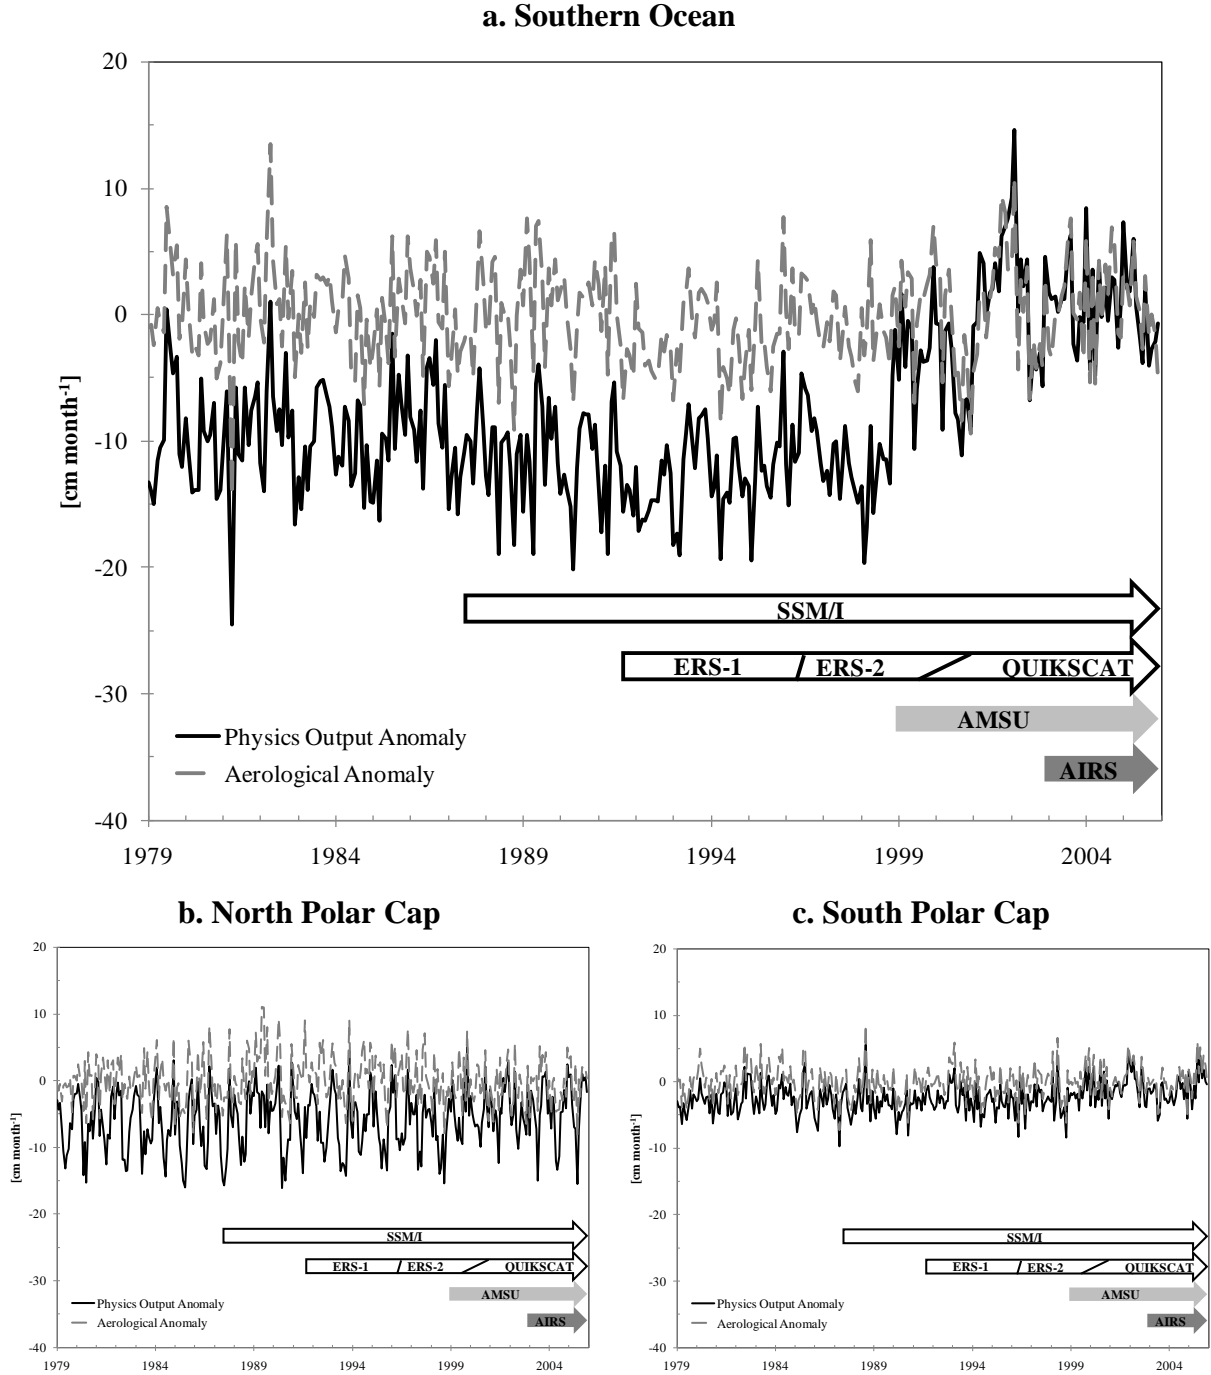 a. Southern Ocean
20
10
0
-10
-20
-30
-40
[cm month-1]
SSM/I
ERS-1 ERS-2 QUIKSCAT
AMSU
AIRS
Physics Output Anomaly
Aerological Anomaly
1979 1984 1989 1994 1999 2004
b. North Polar Cap
20
10
0
-10
-20
-30
-40
[cm month-1]
SSM/I
ERS-1 ERS-2 QUIKSCAT
AMSU
AIRS
Physics Output Anomaly
Aerological Anomaly
1979 1984 1989 1994 1999 2004
c. South Polar Cap
20
10
0
-10
-20
-30
-40
[cm month-1]
SSM/I
ERS-1 ERS-2 QUIKSCAT
AMSU
AIRS
Physics Output Anomaly
Aerological Anomaly
1979 1984 1989 1994 1999 2004